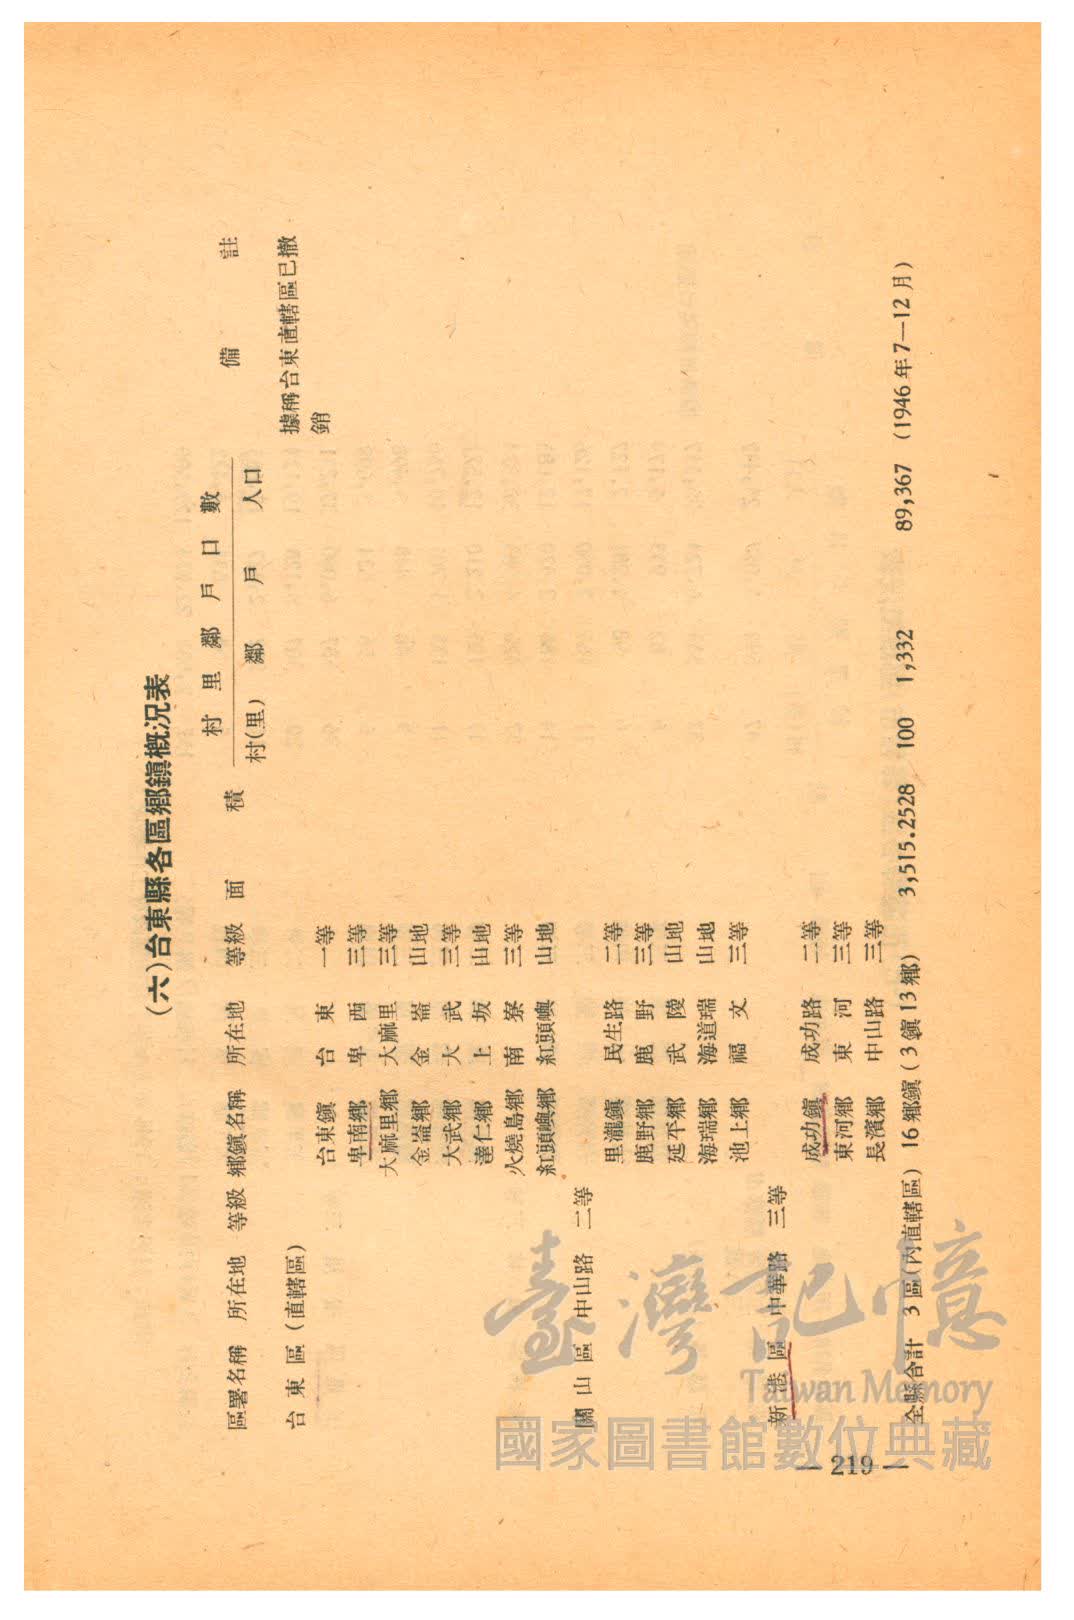 (六)台東縣各區鄉鎮概況表
區署名稱 所在地 等級 鄉鎮名稱 所在地 等級 面積 村里鄰戶口數 備註
村(里) 鄰 戶 人口
台東區(直轄區) 據稱台東直轄區已撤
銷
台東鎮 台東 一等
卑南鄉 卑西 三等
大麻里鄉 大麻里 三等
金崙鄉 金崙 山地
大武鄉 大武 三等
達仁鄉 上坂 山地
火燒島鄉 南寮 三等
紅頭嶼鄉 紅頭嶼 山地
關山區 中山路 二等
里瀧鎮 民生路 二等
鹿野鄉 鹿野 三等
延平鄉 武陵 山地
海瑞鄉 海道瑞 山地
池上鄉 福文 三等
新港區 中華路 三等
成功鎮 成功路 二等
東河鄉 東河 三等
長濱鄉 中山路 三等
全縣合計 3區(內直轄區) 16鄉鎮(3鎮13鄉) 3,515.2528 100 1,332 89,367 (1946年7—12月)
— 219 —
臺灣記憶
Taiwan Memory
國家圖書館數位典藏